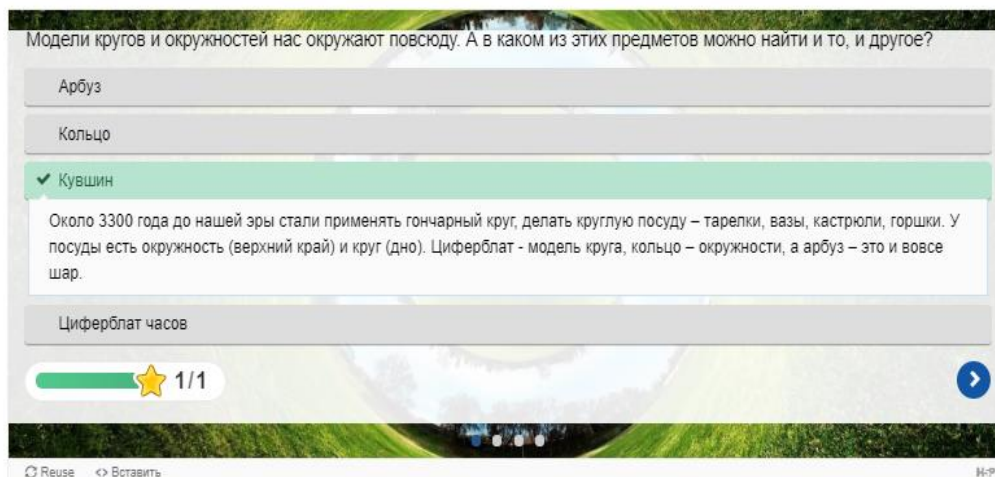 Модели кругов и окружностей нас окружают повсюду. А в каком из этих предметов можно найти и то, и другое?
Арбуз
Кольцо
Кувшин
Около 3300 года до нашей эры стали применять гончарный круг, делать круглую посуду – тарелки, вазы, кастрюли, горшки. У
посуды есть окружность (верхний край) и круг (дно). Циферблат - модель круга, кольцо – окружности, а арбуз – это и вовсе
шар.
Циферблат часов
1/1
Reuse <> Вставить